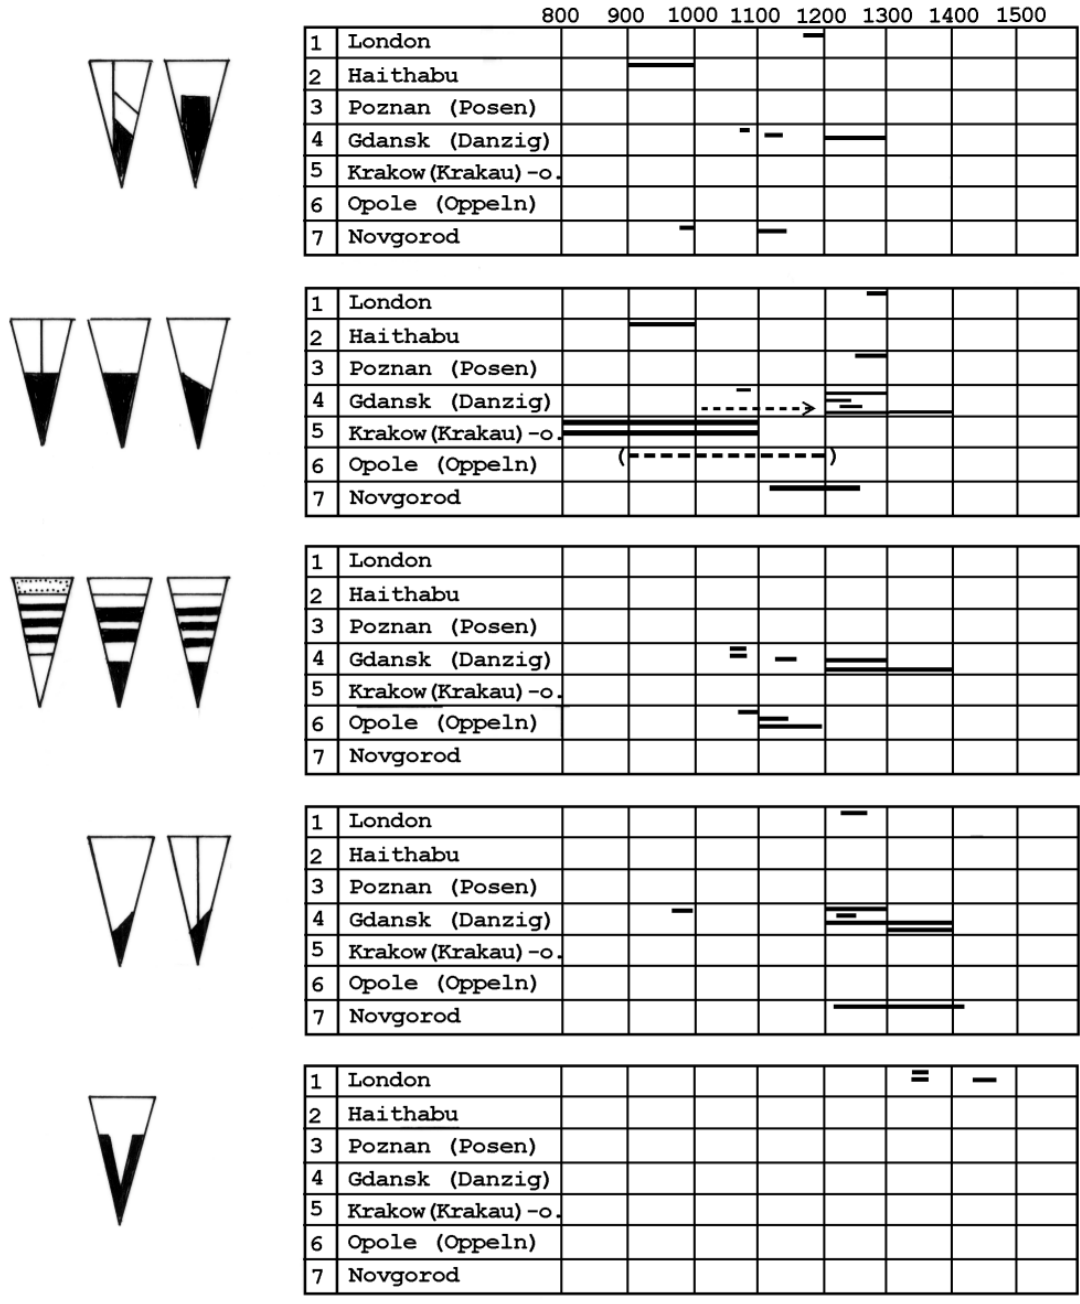 800 900 1000 1100 1200 1300 1400 1500
1 London
2 Haithabu
3 Poznan (Posen)
4 Gdansk (Danzig)
5 Krakow(Krakau)-o.
6 Opole (Oppeln)
7 Novgorod
1 London
2 Haithabu
3 Poznan (Posen)
4 Gdansk (Danzig)
5 Krakow(Krakau)-o.
6 Opole (Oppeln)
7 Novgorod
1 London
2 Haithabu
3 Poznan (Posen)
4 Gdansk (Danzig)
5 Krakow(Krakau)-o.
6 Opole (Oppeln)
7 Novgorod
1 London
2 Haithabu
3 Poznan (Posen)
4 Gdansk (Danzig)
5 Krakow(Krakau)-o.
6 Opole (Oppeln)
7 Novgorod
1 London
2 Haithabu
3 Poznan (Posen)
4 Gdansk (Danzig)
5 Krakow(Krakau)-o.
6 Opole (Oppeln)
7 Novgorod